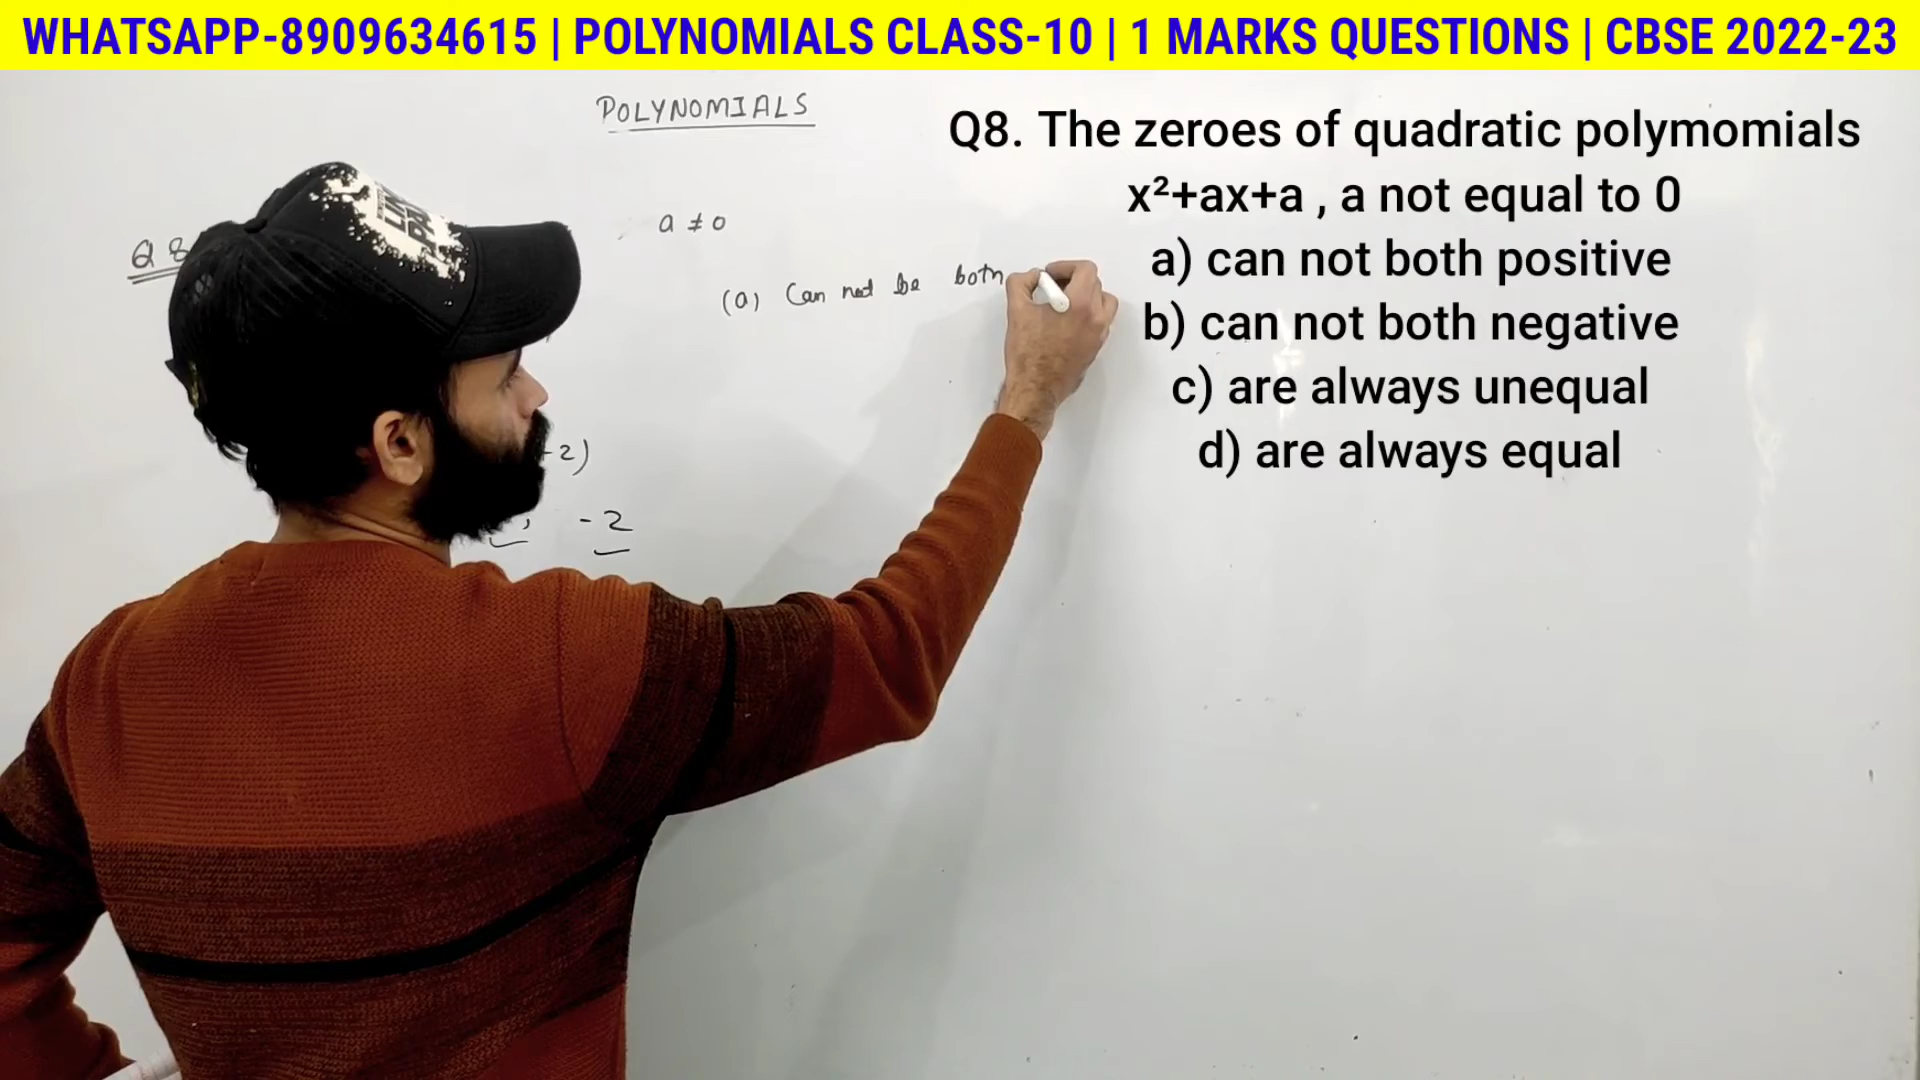 WHATSAPP-8909634615 | POLYNOMIALS CLASS-10 | 1 MARKS QUESTIONS | CBSE 2022-23
POLYNOMIALS
Q8. The zeroes of quadratic polymomials
x²+ax+a , a not equal to 0
a) can not both positive
b) can not both negative
c) are always unequal
d) are always equal
Q 8
a ≠ 0
(a) Can not be both
2)
, -2